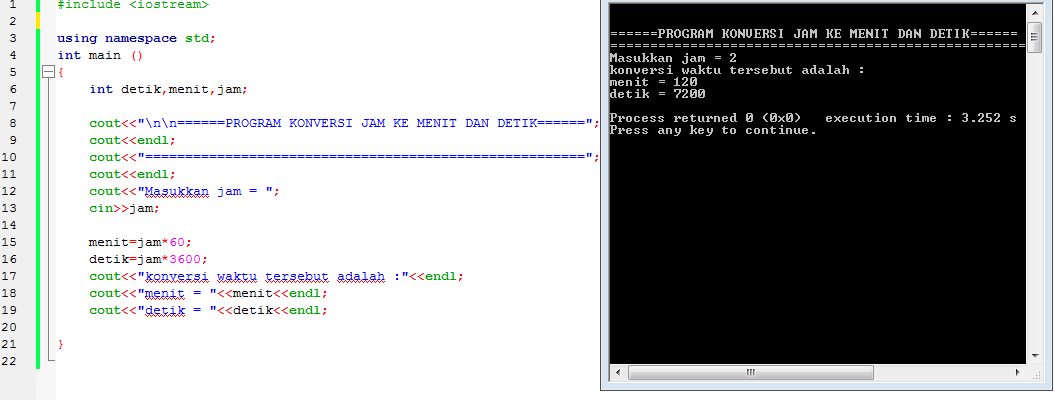 1 #include <iostream>
2
3 using namespace std;
4 int main ()
5 {
6 int detik,menit,jam;
7
8 cout<<"\n\n======PROGRAM KONVERSI JAM KE MENIT DAN DETIK======";
9 cout<<endl;
10 cout<<"=======================================================";
11 cout<<endl;
12 cout<<"Masukkan jam = ";
13 cin>>jam;
14
15 menit=jam*60;
16 detik=jam*3600;
17 cout<<"konversi waktu tersebut adalah :"<<endl;
18 cout<<"menit = "<<menit<<endl;
19 cout<<"detik = "<<detik<<endl;
20
21 }
22
======PROGRAM KONVERSI JAM KE MENIT DAN DETIK======
=====================================================
Masukkan jam = 2
konversi waktu tersebut adalah :
menit = 120
detik = 7200
Process returned 0 (0x0) execution time : 3.252 s
Press any key to continue.